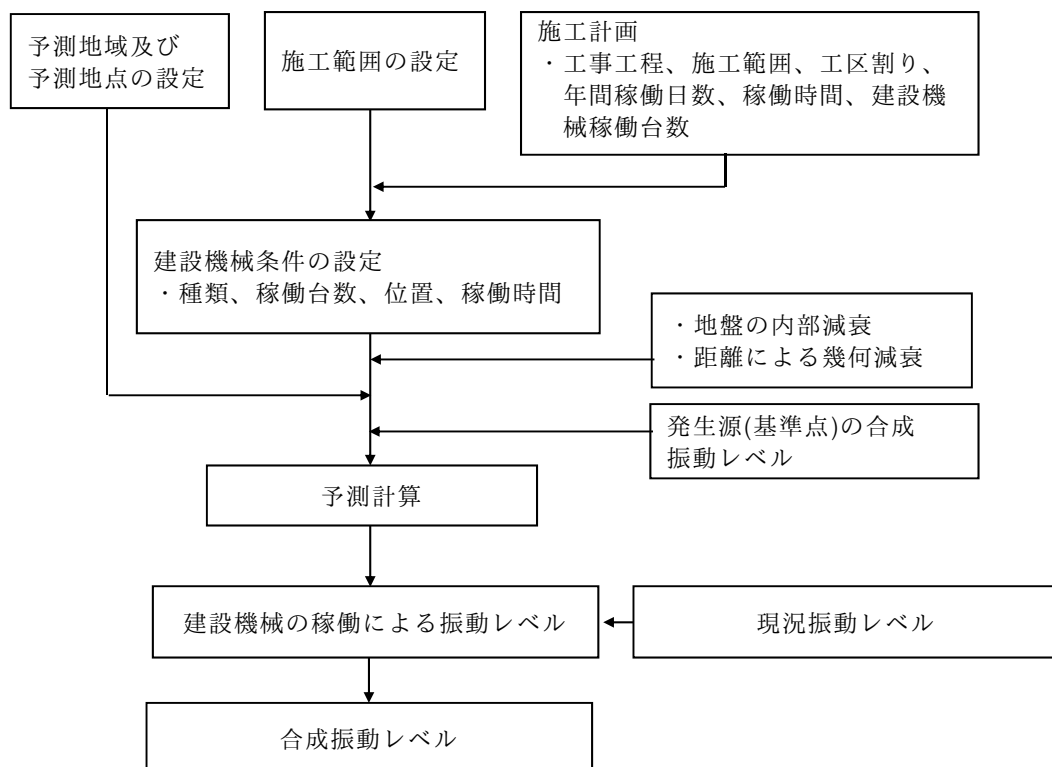 予測地域及び
予測地点の設定
施工範囲の設定
施工計画
・工事工程、施工範囲、工区割り、
年間稼働日数、稼働時間、建設機
械稼働台数
建設機械条件の設定
・種類、稼働台数、位置、稼働時間
・地盤の内部減衰
・距離による幾何減衰
発生源(基準点)の合成
振動レベル
予測計算
建設機械の稼働による振動レベル
現況振動レベル
合成振動レベル